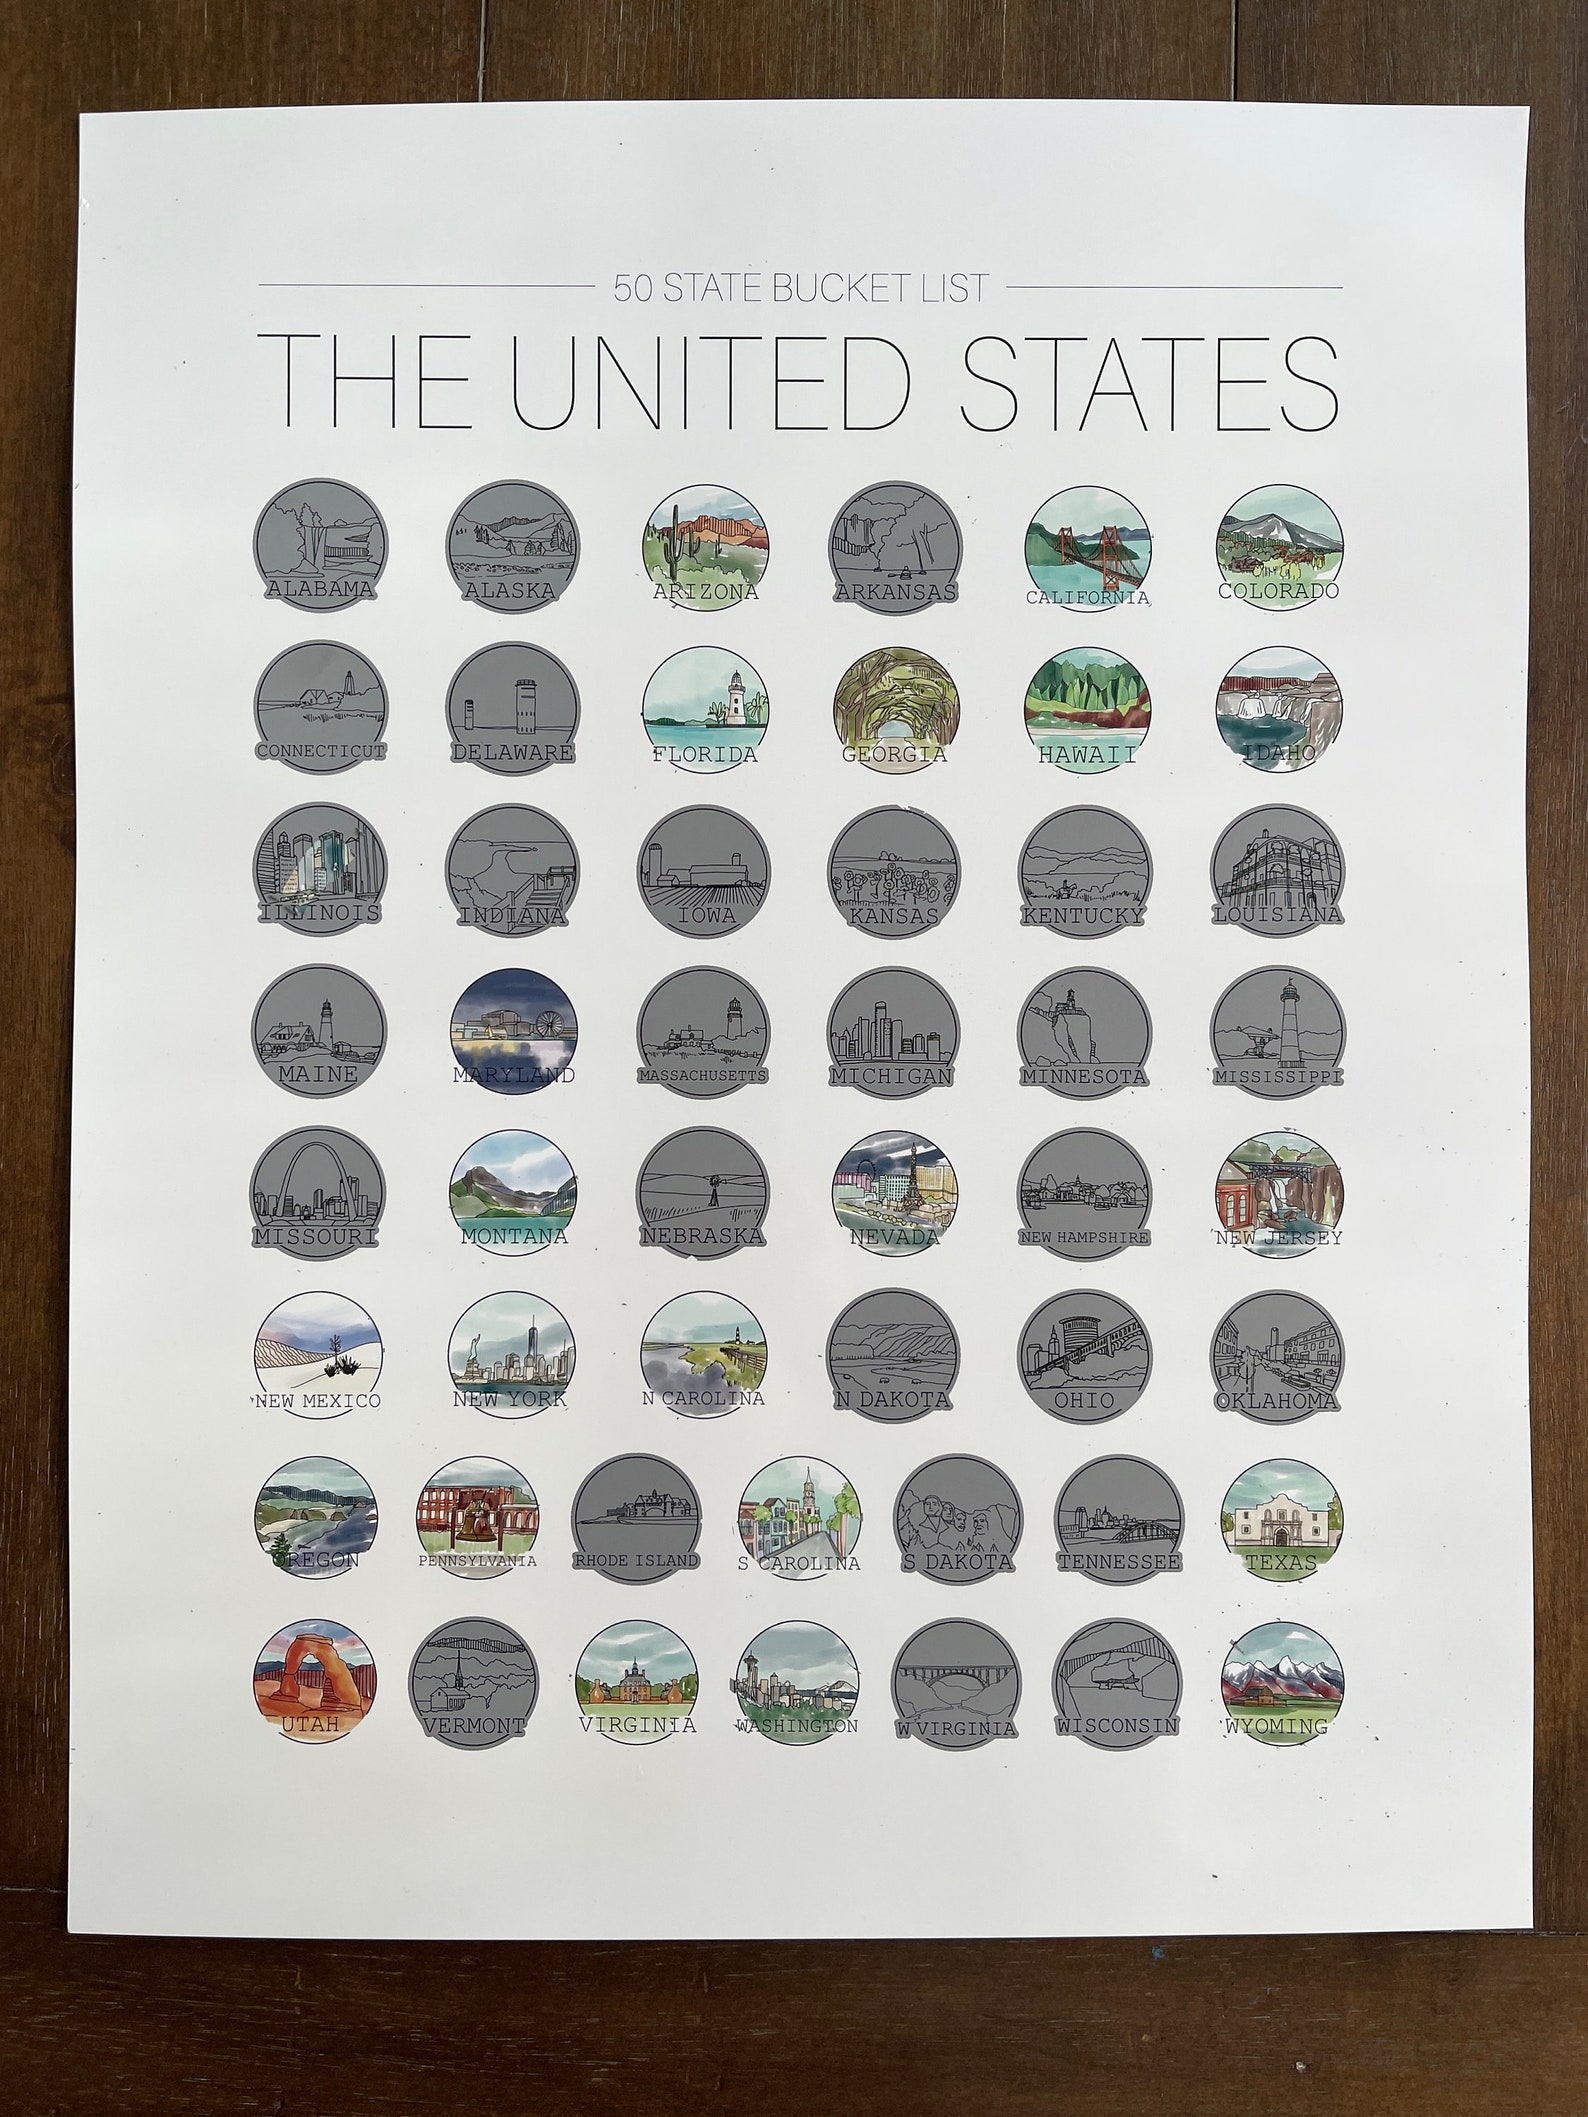 50 STATE BUCKET LIST
THE UNITED STATES
ALABAMA ALASKA ARIZONA ARKANSAS CALIFORNIA COLORADO
CONNECTICUT DELAWARE FLORIDA GEORGIA HAWAII IDAHO
ILLINOIS INDIANA IOWA KANSAS KENTUCKY LOUISIANA
MAINE MARYLAND MASSACHUSETTS MICHIGAN MINNESOTA MISSISSIPPI
MISSOURI MONTANA NEBRASKA NEVADA NEW HAMPSHIRE NEW JERSEY
NEW MEXICO NEW YORK N CAROLINA N DAKOTA OHIO OKLAHOMA
OREGON PENNSYLVANIA RHODE ISLAND S CAROLINA S DAKOTA TENNESSEE TEXAS
UTAH VERMONT VIRGINIA WASHINGTON W VIRGINIA WISCONSIN WYOMING